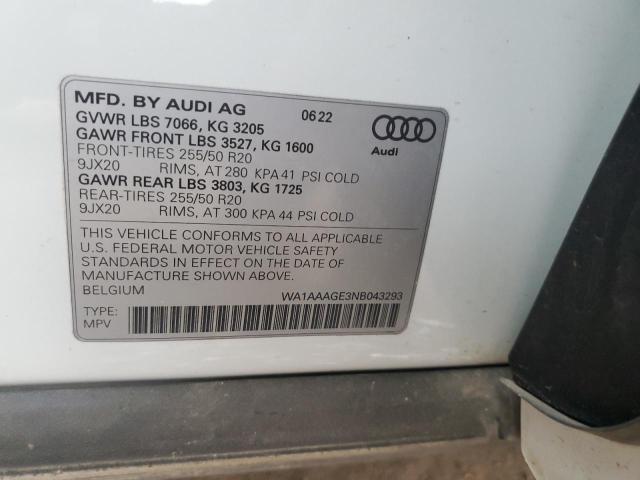 MFD. BY AUDI AG 06 22
GVWR LBS 7066, KG 3205
GAWR FRONT LBS 3527, KG 1600
FRONT-TIRES 255/50 R20
9JX20 RIMS, AT 280 KPA 41 PSI COLD
GAWR REAR LBS 3803, KG 1725
REAR-TIRES 255/50 R20
9JX20 RIMS, AT 300 KPA 44 PSI COLD
Audi
THIS VEHICLE CONFORMS TO ALL APPLICABLE
U.S. FEDERAL MOTOR VEHICLE SAFETY
STANDARDS IN EFFECT ON THE DATE OF
MANUFACTURE SHOWN ABOVE.
BELGIUM WA1AAAGE3NB043293
TYPE:
MPV